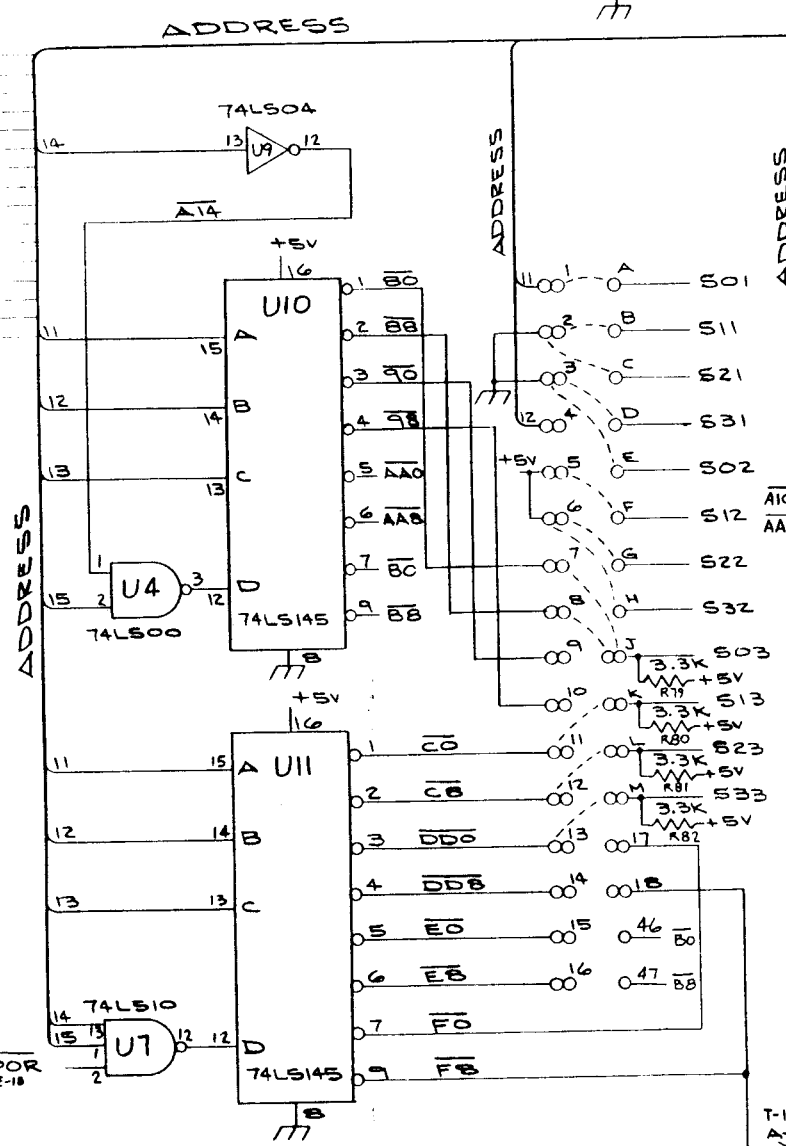 ADDRESS
74LS04
14
13
U9
12
A14
+5V
16
U10
1 80
2 88
3 90
4 98
5 AA0
6 AA8
7 B0
9 B8
11
15
A
12
14
B
13
13
C
1
15
2
U4
3
12
D
74LS00
74LS145
8
ADDRESS
+5V
16
U11
11
15
A
12
14
B
13
13
C
74LS10
14
13
15
1
2
U7
12
12
D
74LS145
8
1 C0
2 C8
3 DD0
4 DD8
5 E0
6 E8
7 F0
9 F8
ADDRESS
ADDRESS
11 1 A S01
2 B S11
3 C S21
12 4 D S31
E S02
+5V 5 F S12
6 G S22
7 H S32
8 J S03
3.3K
R79
+5V
9
10 K S13
3.3K
R80
+5V
11 L S23
3.3K
R81
+5V
12 M S33
3.3K
R82
+5V
13 17
14 18
15 46 B0
16 47 B8